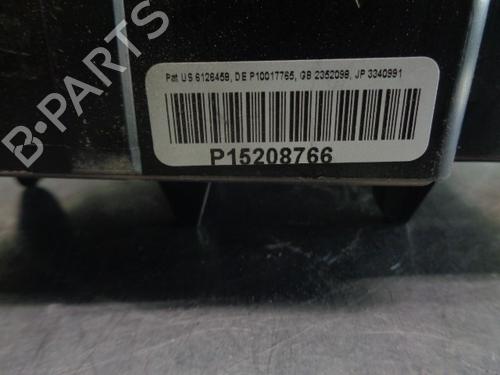 Pat US 6126459, DE P10017765, GB 2352098, JP 3340991
P15208766
B-PARTS